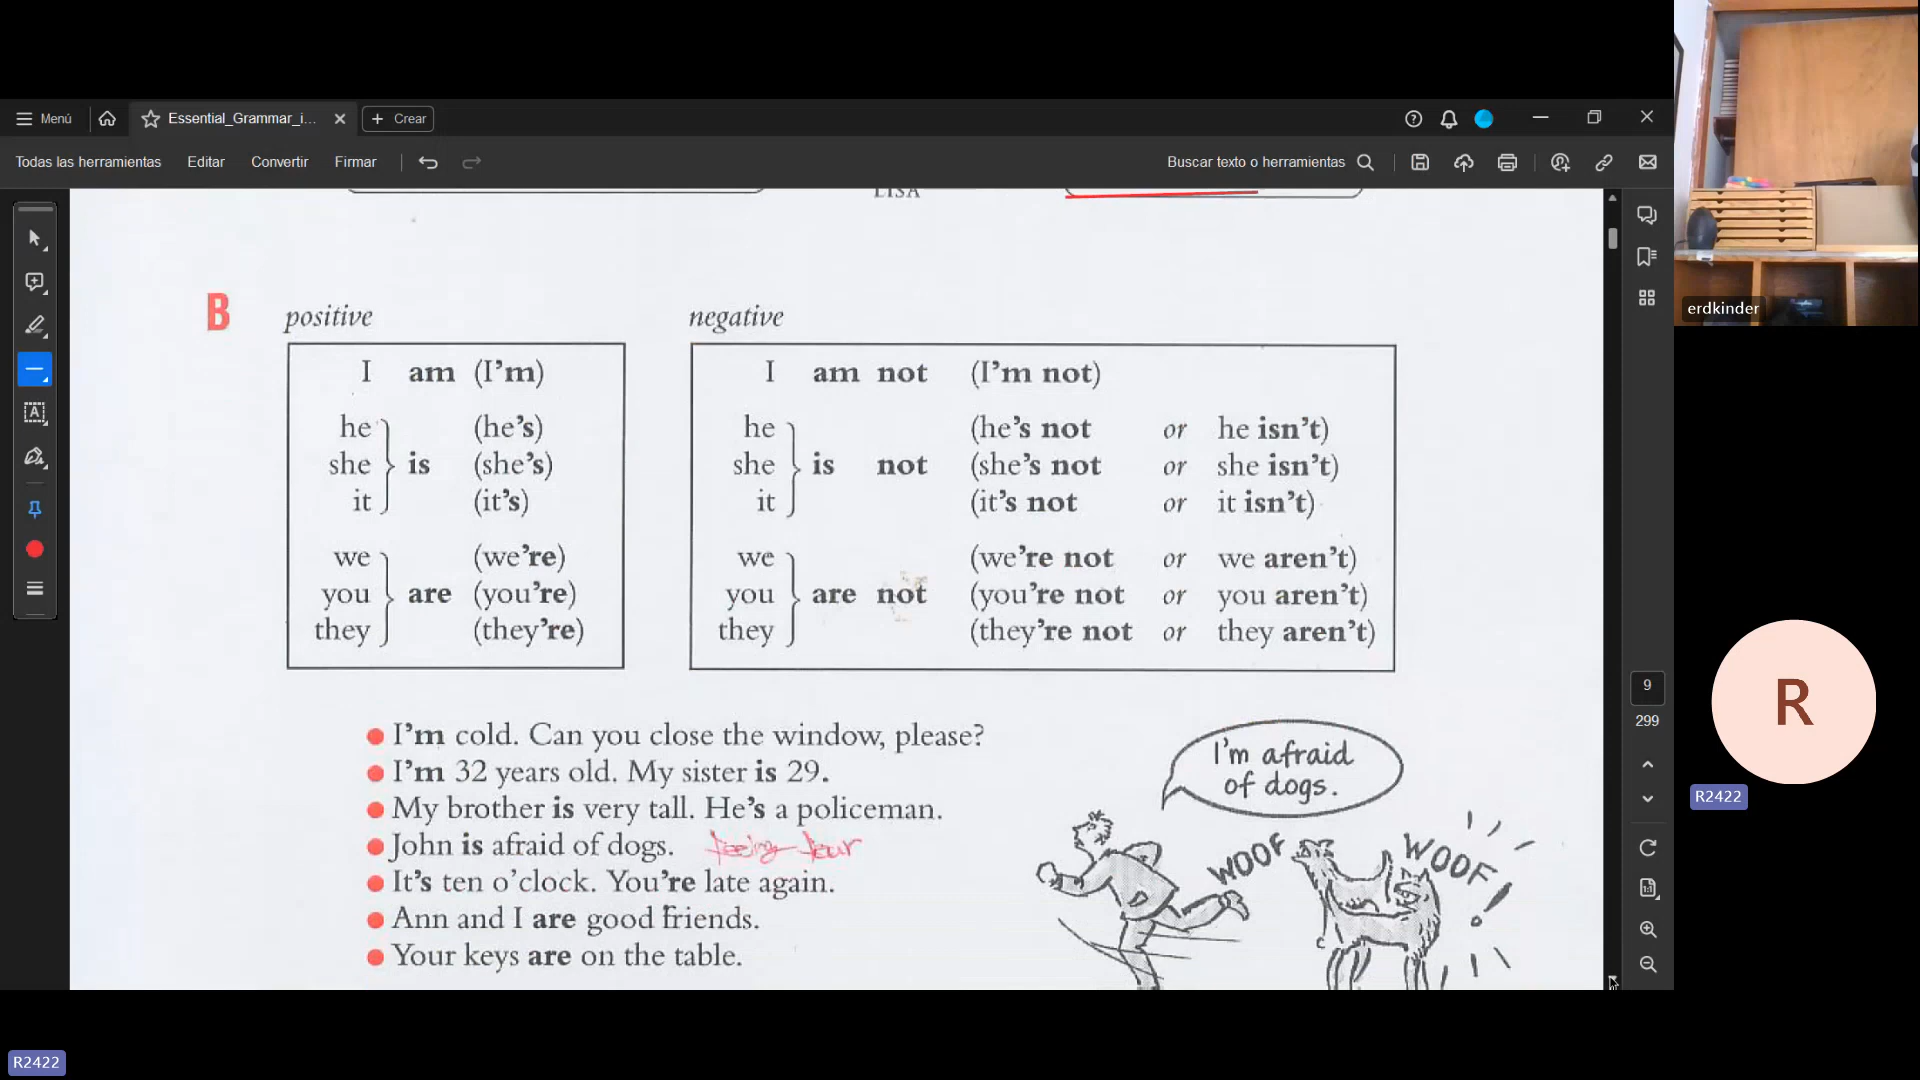 Menú
Essential_Grammar_i...
Crear
Todas las herramientas
Editar
Convertir
Firmar
Buscar texto o herramientas
LISA
B
positive
I am (I'm)
he (he's)
she is (she's)
it (it's)
we (we're)
you are (you're)
they (they're)
negative
I am not (I'm not)
he (he's not or he isn't)
she is not (she's not or she isn't)
it (it's not or it isn't)
we (we're not or we aren't)
you are not (you're not or you aren't)
they (they're not or they aren't)
I'm cold. Can you close the window, please?
I'm 32 years old. My sister is 29.
My brother is very tall. He's a policeman.
John is afraid of dogs. feeling fear
It's ten o'clock. You're late again.
Ann and I are good friends.
Your keys are on the table.
I'm afraid
of dogs.
WOOF
WOOF!
9
299
erdkinder
R
R2422
R2422